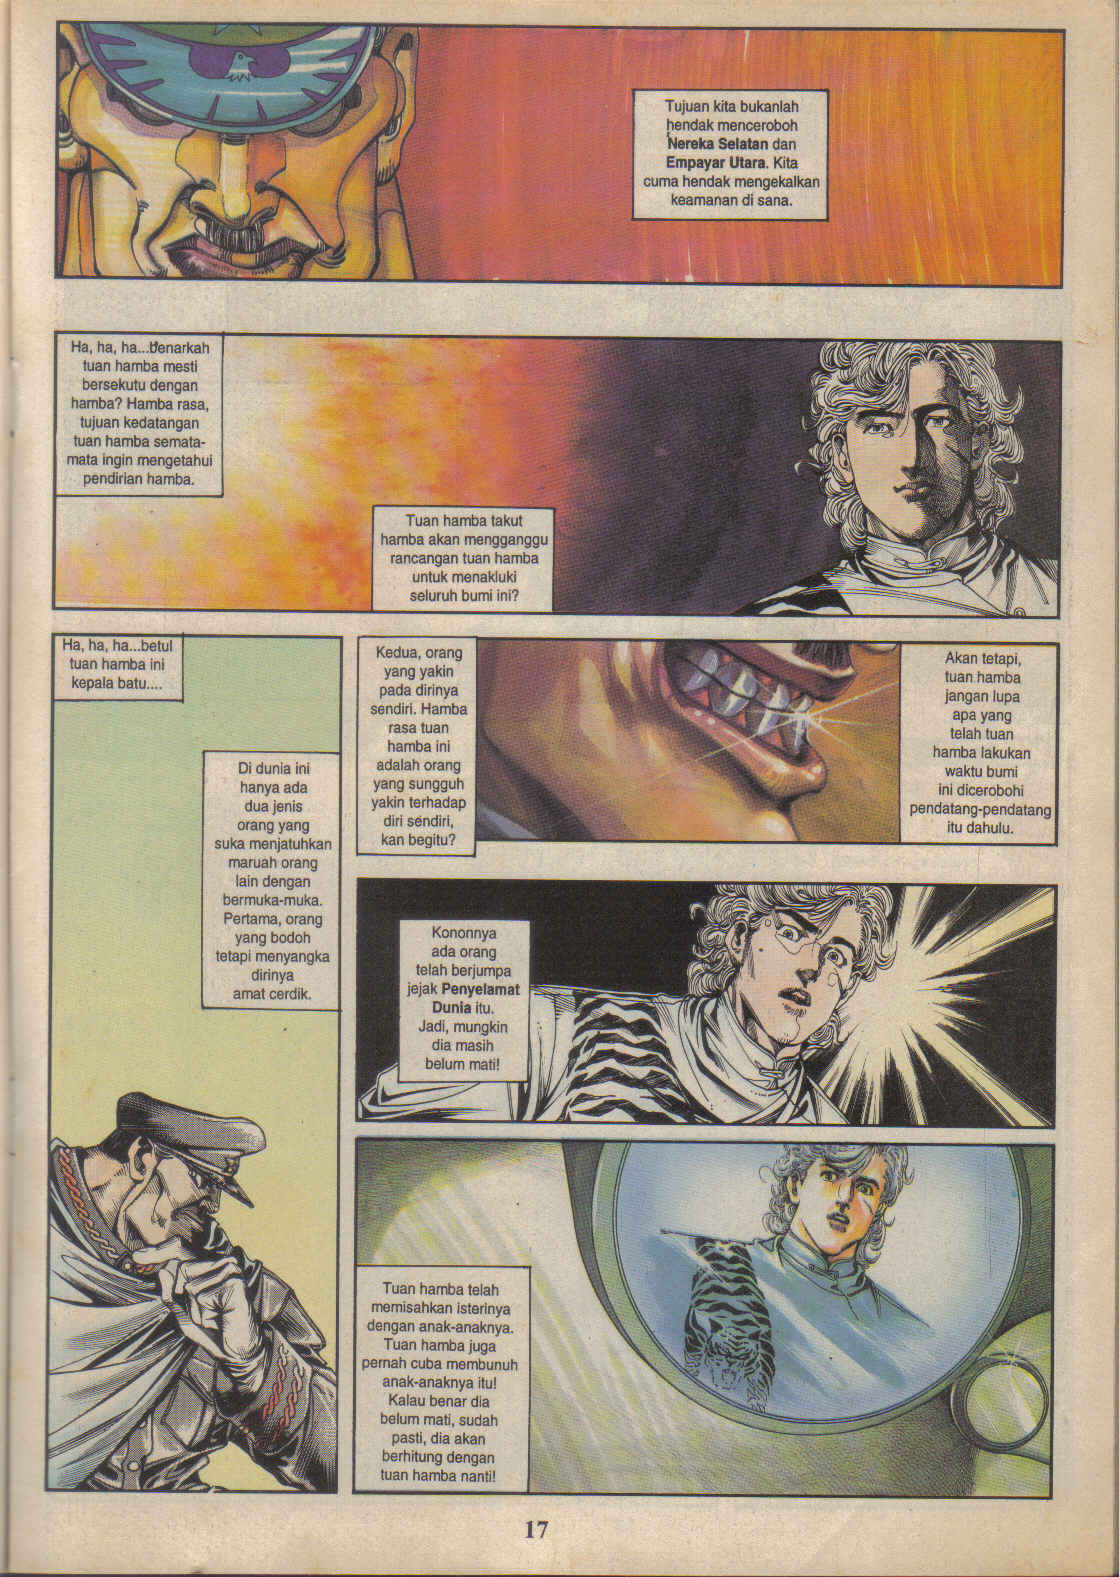 Tujuan kita bukanlah
hendak menceroboh
Nereka Selatan dan
Empayar Utara. Kita
cuma hendak mengekalkan
keamanan di sana.
Ha, ha, ha...benarkah
tuan hamba mesti
bersekutu dengan
hamba? Hamba rasa,
tujuan kedatangan
tuan hamba semata-
mata ingin mengetahui
pendirian hamba.
Tuan hamba takut
hamba akan mengganggu
rancangan tuan hamba
untuk menakluki
seluruh bumi ini?
Ha, ha, ha...betul
tuan hamba ini
kepala batu....
Di dunia ini
hanya ada
dua jenis
orang yang
suka menjatuhkan
maruah orang
lain dengan
bermuka-muka.
Pertama, orang
yang bodoh
tetapi menyangka
dirinya
amat cerdik.
Kedua, orang
yang yakin
pada dirinya
sendiri. Hamba
rasa tuan
hamba ini
adalah orang
yang sungguh
yakin terhadap
diri sendiri,
kan begitu?
Akan tetapi,
tuan hamba
jangan lupa
apa yang
telah tuan
hamba lakukan
waktu bumi
ini dicerobohi
pendatang-pendatang
itu dahulu.
Kononnya
ada orang
telah berjumpa
jejak Penyelamat
Dunia itu.
Jadi, mungkin
dia masih
belum mati!
Tuan hamba telah
memisahkan isterinya
dengan anak-anaknya.
Tuan hamba juga
pernah cuba membunuh
anak-anaknya itu!
Kalau benar dia
belum mati, sudah
pasti, dia akan
berhitung dengan
tuan hamba nanti!
17